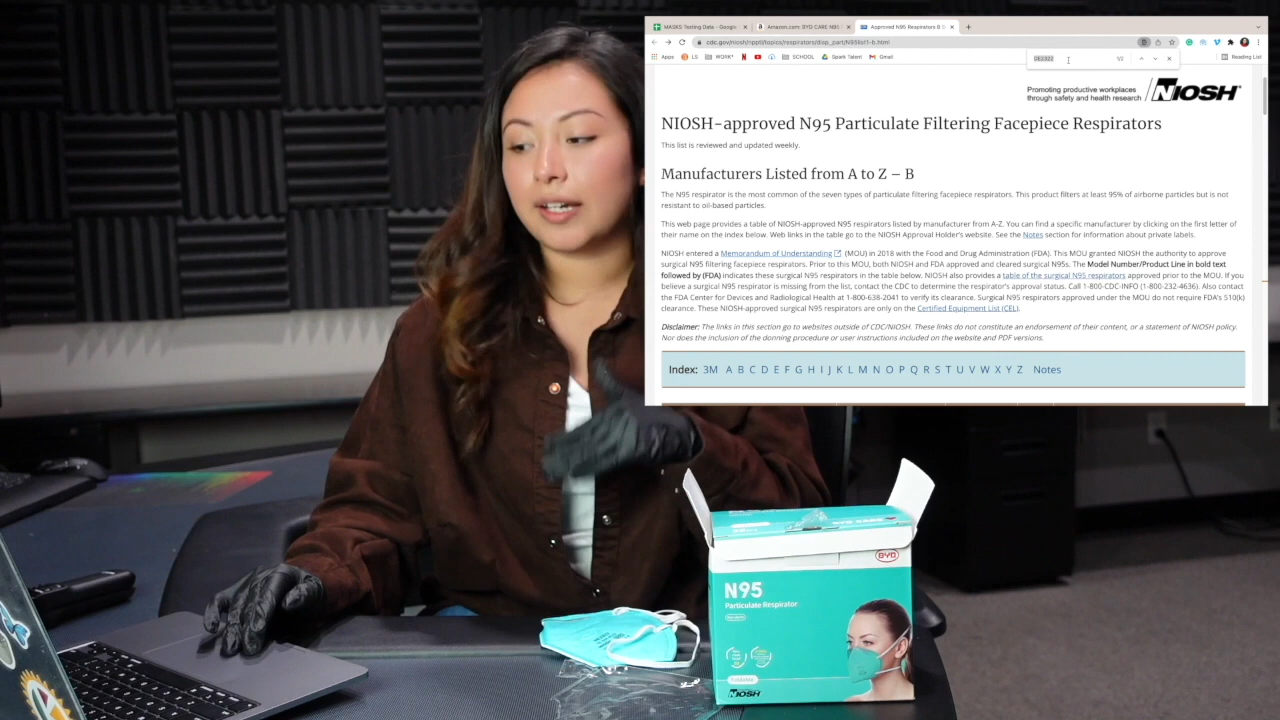 MASKS Testing Data - Google
Amazon.com: BYD CARE N95
Approved N95 Respirators B S
cdc.gov/niosh/npptl/topics/respirators/disp_part/N95list1-b.html
Apps LS WORK* SCHOOL Spark Talent Gmail Reading List
DE2322 1/2
Promoting productive workplaces
through safety and health research
NIOSH
NIOSH-approved N95 Particulate Filtering Facepiece Respirators
This list is reviewed and updated weekly.
Manufacturers Listed from A to Z – B
The N95 respirator is the most common of the seven types of particulate filtering facepiece respirators. This product filters at least 95% of airborne particles but is not
resistant to oil-based particles.
This web page provides a table of NIOSH-approved N95 respirators listed by manufacturer from A-Z. You can find a specific manufacturer by clicking on the first letter of
their name on the index below. Web links in the table go to the NIOSH Approval Holder's website. See the Notes section for information about private labels.
NIOSH entered a Memorandum of Understanding (MOU) in 2018 with the Food and Drug Administration (FDA). This MOU granted NIOSH the authority to approve
surgical N95 filtering facepiece respirators. Prior to this MOU, both NIOSH and FDA approved and cleared surgical N95s. The Model Number/Product Line in bold text
followed by (FDA) indicates these surgical N95 respirators in the table below. NIOSH also provides a table of the surgical N95 respirators approved prior to the MOU. If you
believe a surgical N95 respirator is missing from the list, contact the CDC to determine the respirator's approval status. Call 1-800-CDC-INFO (1-800-232-4636). Also contact
the FDA Center for Devices and Radiological Health at 1-800-638-2041 to verify its clearance. Surgical N95 respirators approved under the MOU do not require FDA's 510(k)
clearance. These NIOSH-approved surgical N95 respirators are only on the Certified Equipment List (CEL).
Disclaimer: The links in this section go to websites outside of CDC/NIOSH. These links do not constitute an endorsement of their content, or a statement of NIOSH policy.
Nor does the inclusion of the donning procedure or user instructions included on the website and PDF versions.
Index: 3M A B C D E F G H I J K L M N O P Q R S T U V W X Y Z Notes
BYD CARE
BYD
N95
Particulate Respirator
Foldable
NIOSH